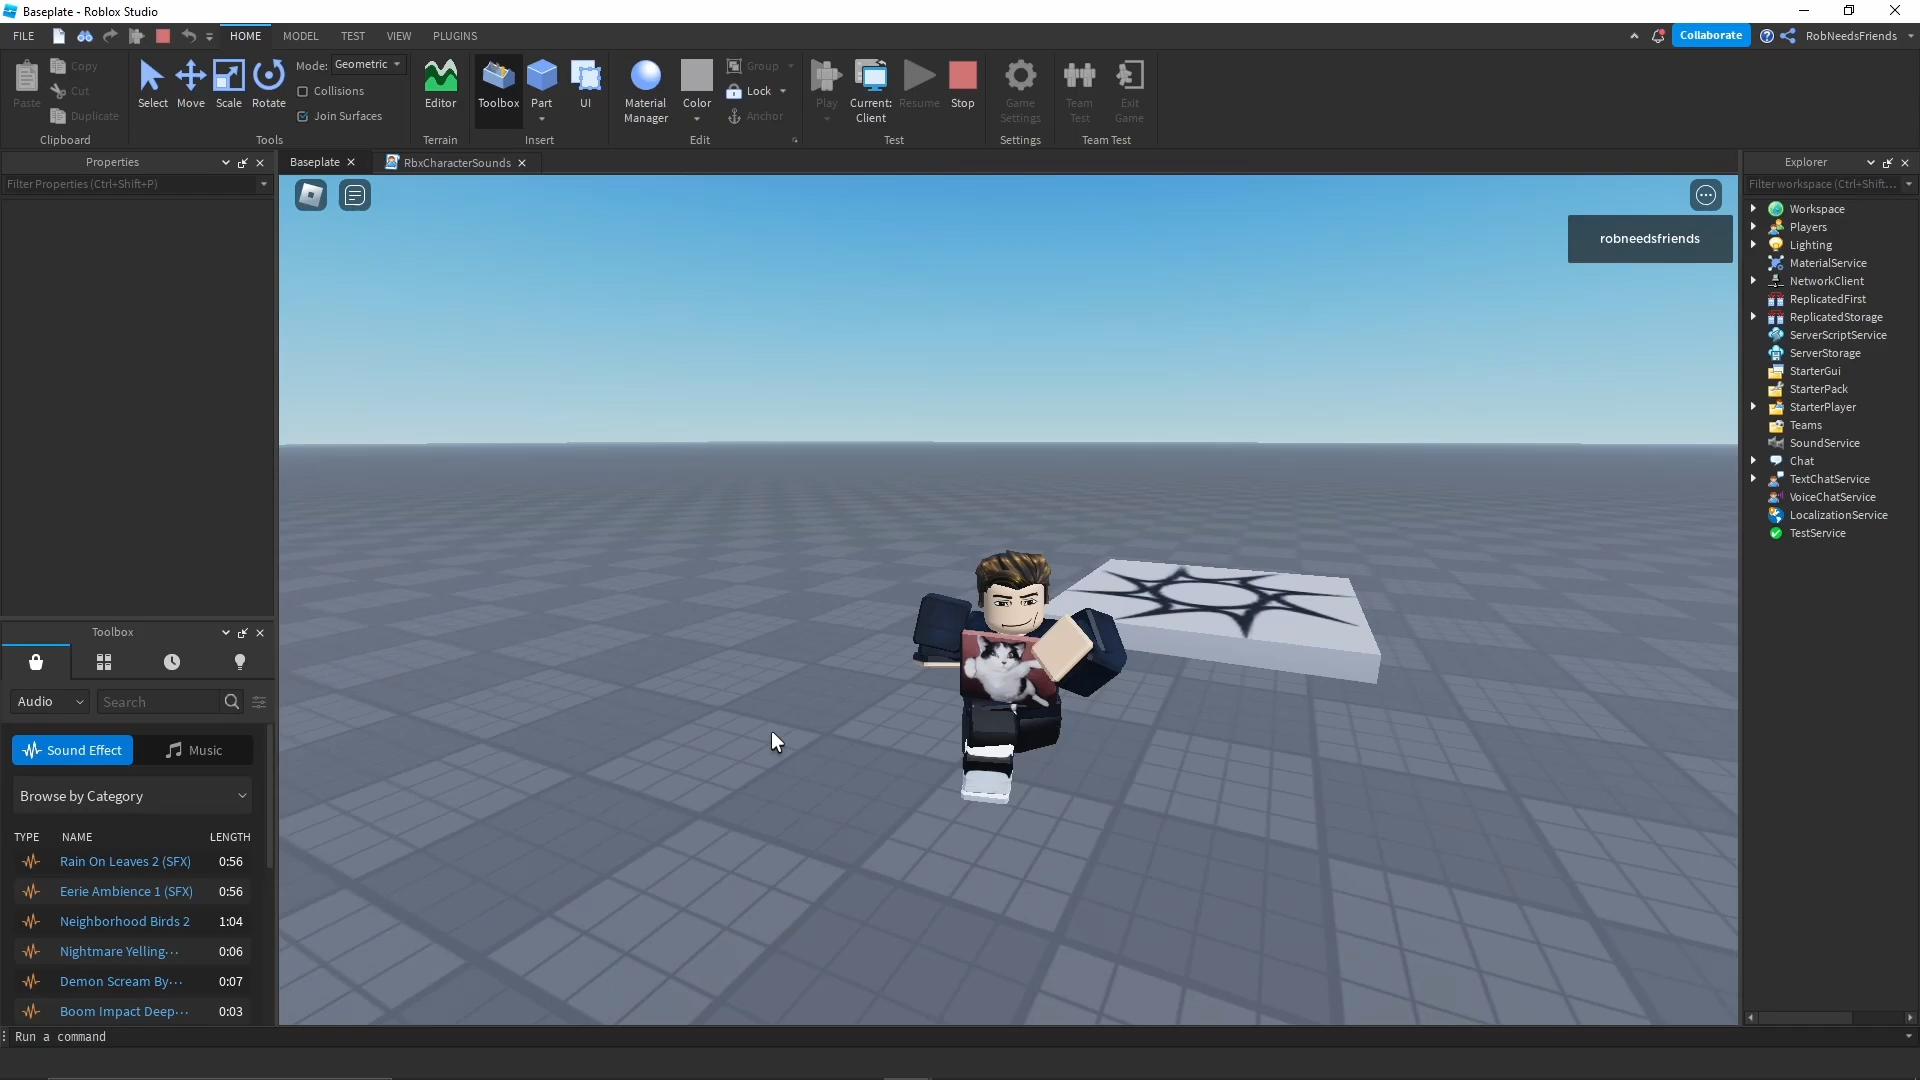 Baseplate - Roblox Studio
FILE HOME MODEL TEST VIEW PLUGINS Collaborate RobNeedsFriends
Paste Copy Cut Duplicate
Clipboard
Select Move Scale Rotate
Mode: Geometric
Collisions
Join Surfaces
Tools
Editor
Terrain
Toolbox Part UI
Insert
Material Manager Color
Group
Lock
Anchor
Edit
Play Current: Client Resume Stop
Test
Game Settings
Settings
Team Test Exit Game
Team Test
Properties
Filter Properties (Ctrl+Shift+P)
Baseplate RbxCharacterSounds
robneedsfriends
Explorer
Filter workspace (Ctrl+Shift...
Workspace
Players
Lighting
MaterialService
NetworkClient
ReplicatedFirst
ReplicatedStorage
ServerScriptService
ServerStorage
StarterGui
StarterPack
StarterPlayer
Teams
SoundService
Chat
TextChatService
VoiceChatService
LocalizationService
TestService
Toolbox
Audio Search
Sound Effect Music
Browse by Category
TYPE NAME LENGTH
Rain On Leaves 2 (SFX) 0:56
Eerie Ambience 1 (SFX) 0:56
Neighborhood Birds 2 1:04
Nightmare Yelling... 0:06
Demon Scream By... 0:07
Boom Impact Deep... 0:03
Run a command